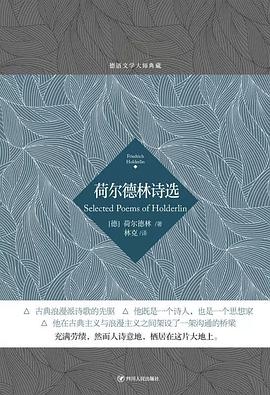 德语文学大师典藏
Friedrich
Holderlin
荷尔德林诗选
Selected Poems of Holderlin
[德] 荷尔德林 / 著
林克 / 译
△ 古典浪漫派诗歌的先驱 △ 他既是一个诗人，也是一个思想家
△ 他在古典主义与浪漫主义之间架设了一架沟通的桥梁
充满劳绩，然而人诗意地，栖居在这片大地上。
四川人民出版社